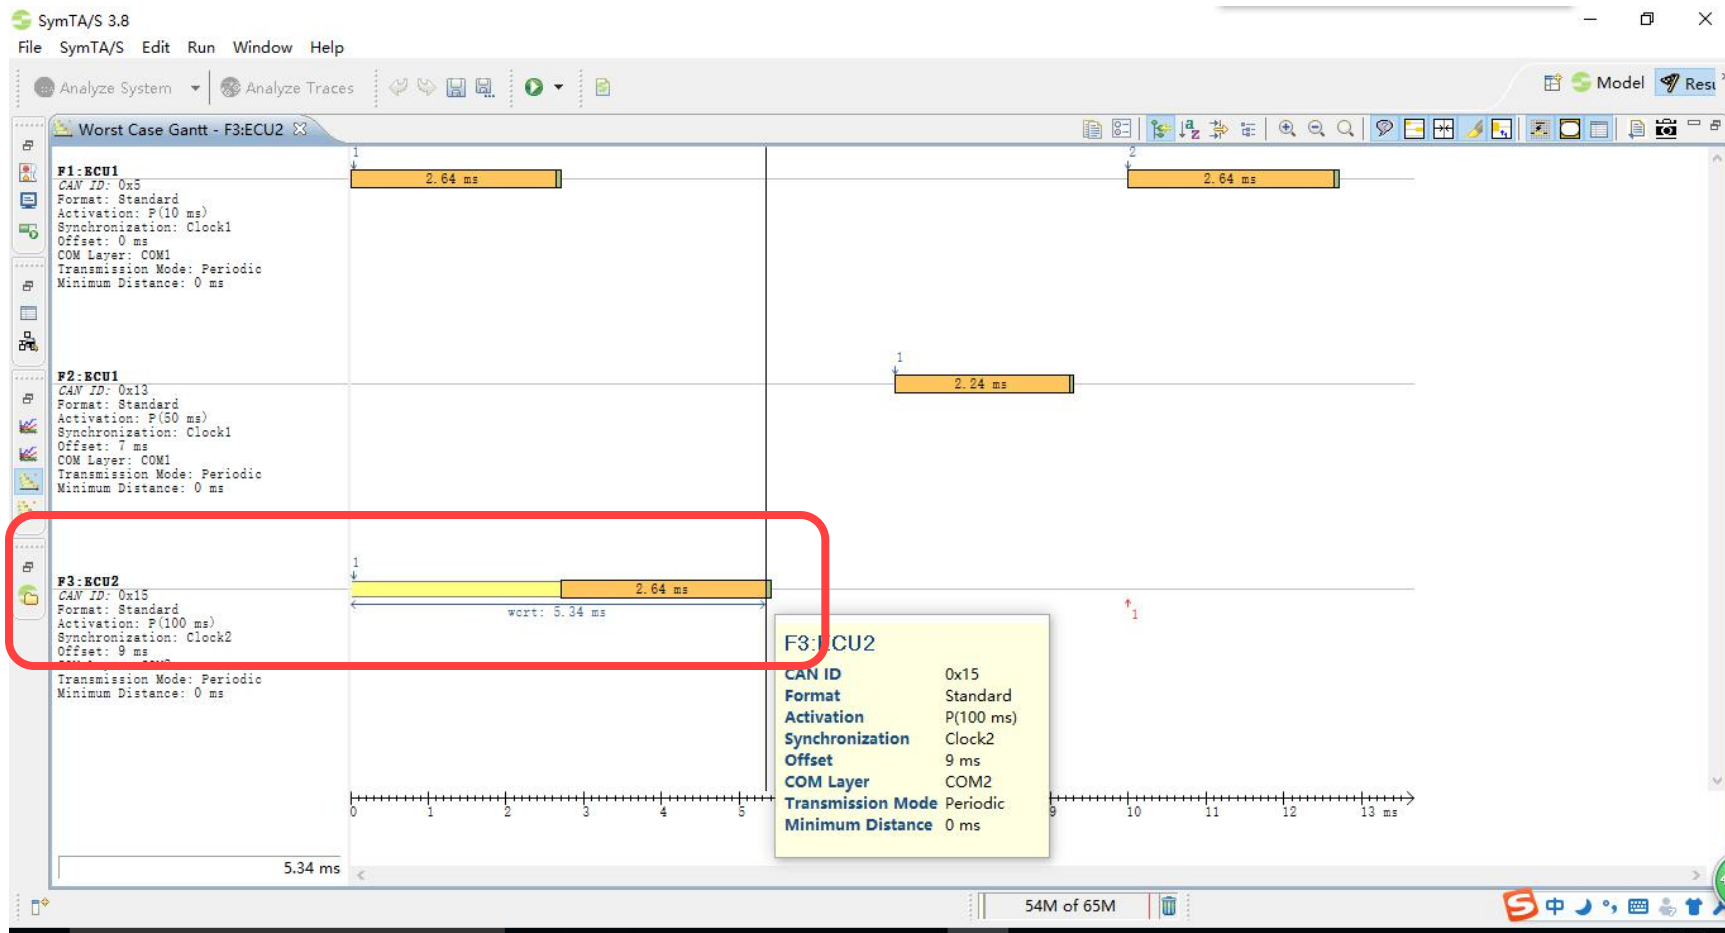 SymTA/S 3.8
File SymTA/S Edit Run Window Help
Analyze System Analyze Traces Model
Worst Case Gantt - F3:ECU2
F1:ECU1
CAN ID: 0x5
Format: Standard
Activation: P(10 ms)
Synchronization: Clock1
Offset: 0 ms
COM Layer: COM1
Transmission Mode: Periodic
Minimum Distance: 0 ms
1 2
2.64 ms 2.64 ms
F2:ECU1
CAN ID: 0x13
Format: Standard
Activation: P(50 ms)
Synchronization: Clock1
Offset: 7 ms
COM Layer: COM1
Transmission Mode: Periodic
Minimum Distance: 0 ms
1
2.24 ms
F3:ECU2
CAN ID: 0x15
Format: Standard
Activation: P(100 ms)
Synchronization: Clock2
Offset: 9 ms
Transmission Mode: Periodic
Minimum Distance: 0 ms
1
2.64 ms
wcrt: 5.34 ms
1
F3:ECU2
CAN ID 0x15
Format Standard
Activation P(100 ms)
Synchronization Clock2
Offset 9 ms
COM Layer COM2
Transmission Mode Periodic
Minimum Distance 0 ms
0 1 2 3 4 5 9 10 11 12 13 ms
5.34 ms
54M of 65M
中